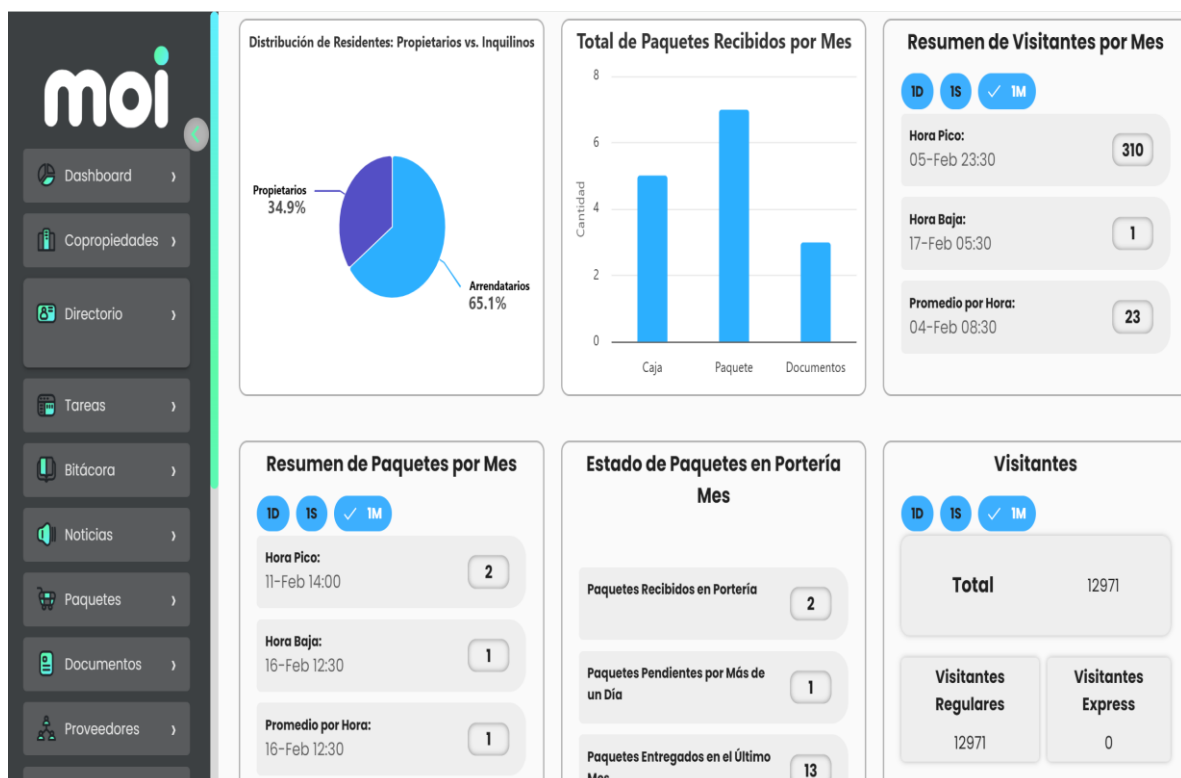 moi
Dashboard
Copropiedades
Directorio
Tareas
Bitácora
Noticias
Paquetes
Documentos
Proveedores
Distribución de Residentes: Propietarios vs. Inquilinos
Propietarios
34.9%
Arrendatarios
65.1%
Total de Paquetes Recibidos por Mes
Cantidad
8
6
4
2
0
Caja
Paquete
Documentos
Resumen de Visitantes por Mes
1D 1S 1M
Hora Pico:
05-Feb 23:30
310
Hora Baja:
17-Feb 05:30
1
Promedio por Hora:
04-Feb 08:30
23
Resumen de Paquetes por Mes
1D 1S 1M
Hora Pico:
11-Feb 14:00
2
Hora Baja:
16-Feb 12:30
1
Promedio por Hora:
16-Feb 12:30
1
Estado de Paquetes en Portería
Mes
Paquetes Recibidos en Portería
2
Paquetes Pendientes por Más de
un Día
1
Paquetes Entregados en el Último
Mes
13
Visitantes
1D 1S 1M
Total
12971
Visitantes
Regulares
12971
Visitantes
Express
0